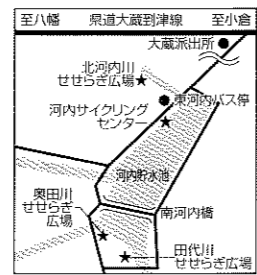 至八幡 県道大蔵到津線 至小倉
大蔵派出所
北河内川
せせらぎ広場
東河内バス停
河内サイクリング
センター
河内貯水池
奥田川
せせらぎ
広場
南河内橋
田代川
せせらぎ広場